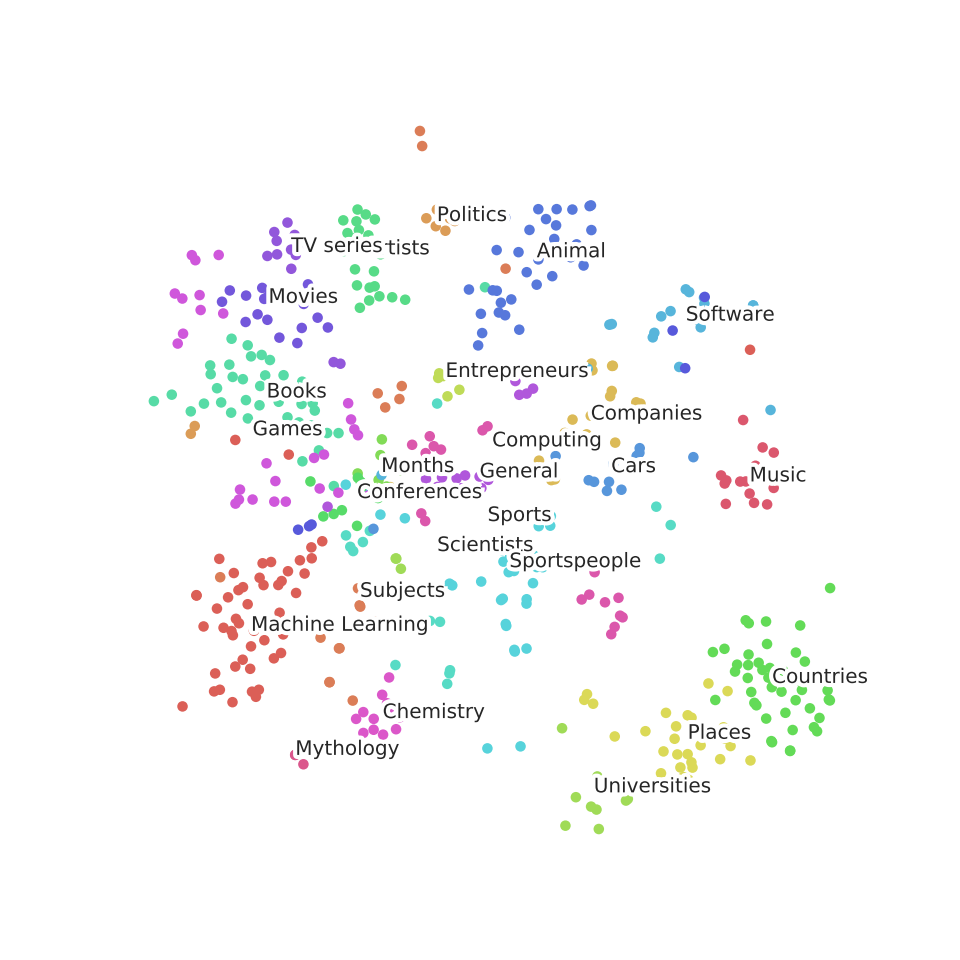 Politics
TV series
tists
Animal
Movies
Software
Entrepreneurs
Books
Companies
Games
Computing
Months
General
Cars
Music
Conferences
Sports
Scientists
Sportspeople
Subjects
Machine Learning
Countries
Chemistry
Places
Mythology
Universities